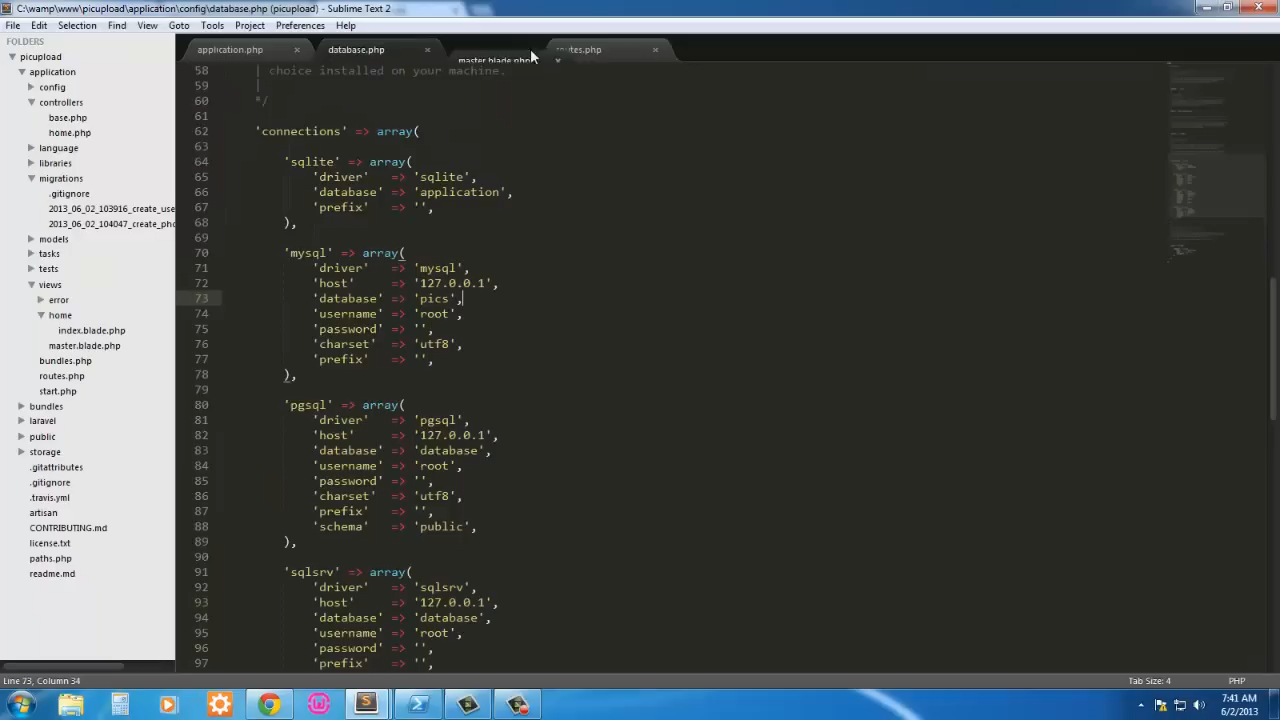 C:\wamp\www\picupload\application\config\database.php (picupload) - Sublime Text 2
File Edit Selection Find View Goto Tools Project Preferences Help
FOLDERS
picupload
application
config
controllers
base.php
home.php
language
libraries
migrations
.gitignore
2013_06_02_103916_create_use
2013_06_02_104047_create_pho
models
tasks
tests
views
error
home
index.blade.php
master.blade.php
bundles.php
routes.php
start.php
bundles
laravel
public
storage
.gitattributes
.gitignore
.travis.yml
artisan
CONTRIBUTING.md
license.txt
paths.php
readme.md
application.php × database.php × master.blade.php × routes.php ×
58 | choice installed on your machine.
59 |
60 */
61
62 'connections' => array(
63
64 'sqlite' => array(
65 'driver' => 'sqlite',
66 'database' => 'application',
67 'prefix' => '',
68 ),
69
70 'mysql' => array(
71 'driver' => 'mysql',
72 'host' => '127.0.0.1',
73 'database' => 'pics',
74 'username' => 'root',
75 'password' => '',
76 'charset' => 'utf8',
77 'prefix' => '',
78 ),
79
80 'pgsql' => array(
81 'driver' => 'pgsql',
82 'host' => '127.0.0.1',
83 'database' => 'database',
84 'username' => 'root',
85 'password' => '',
86 'charset' => 'utf8',
87 'prefix' => '',
88 'schema' => 'public',
89 ),
90
91 'sqlsrv' => array(
92 'driver' => 'sqlsrv',
93 'host' => '127.0.0.1',
94 'database' => 'database',
95 'username' => 'root',
96 'password' => '',
97 'prefix' => '',
Line 73, Column 34 Tab Size: 4 PHP
7:41 AM
6/2/2013